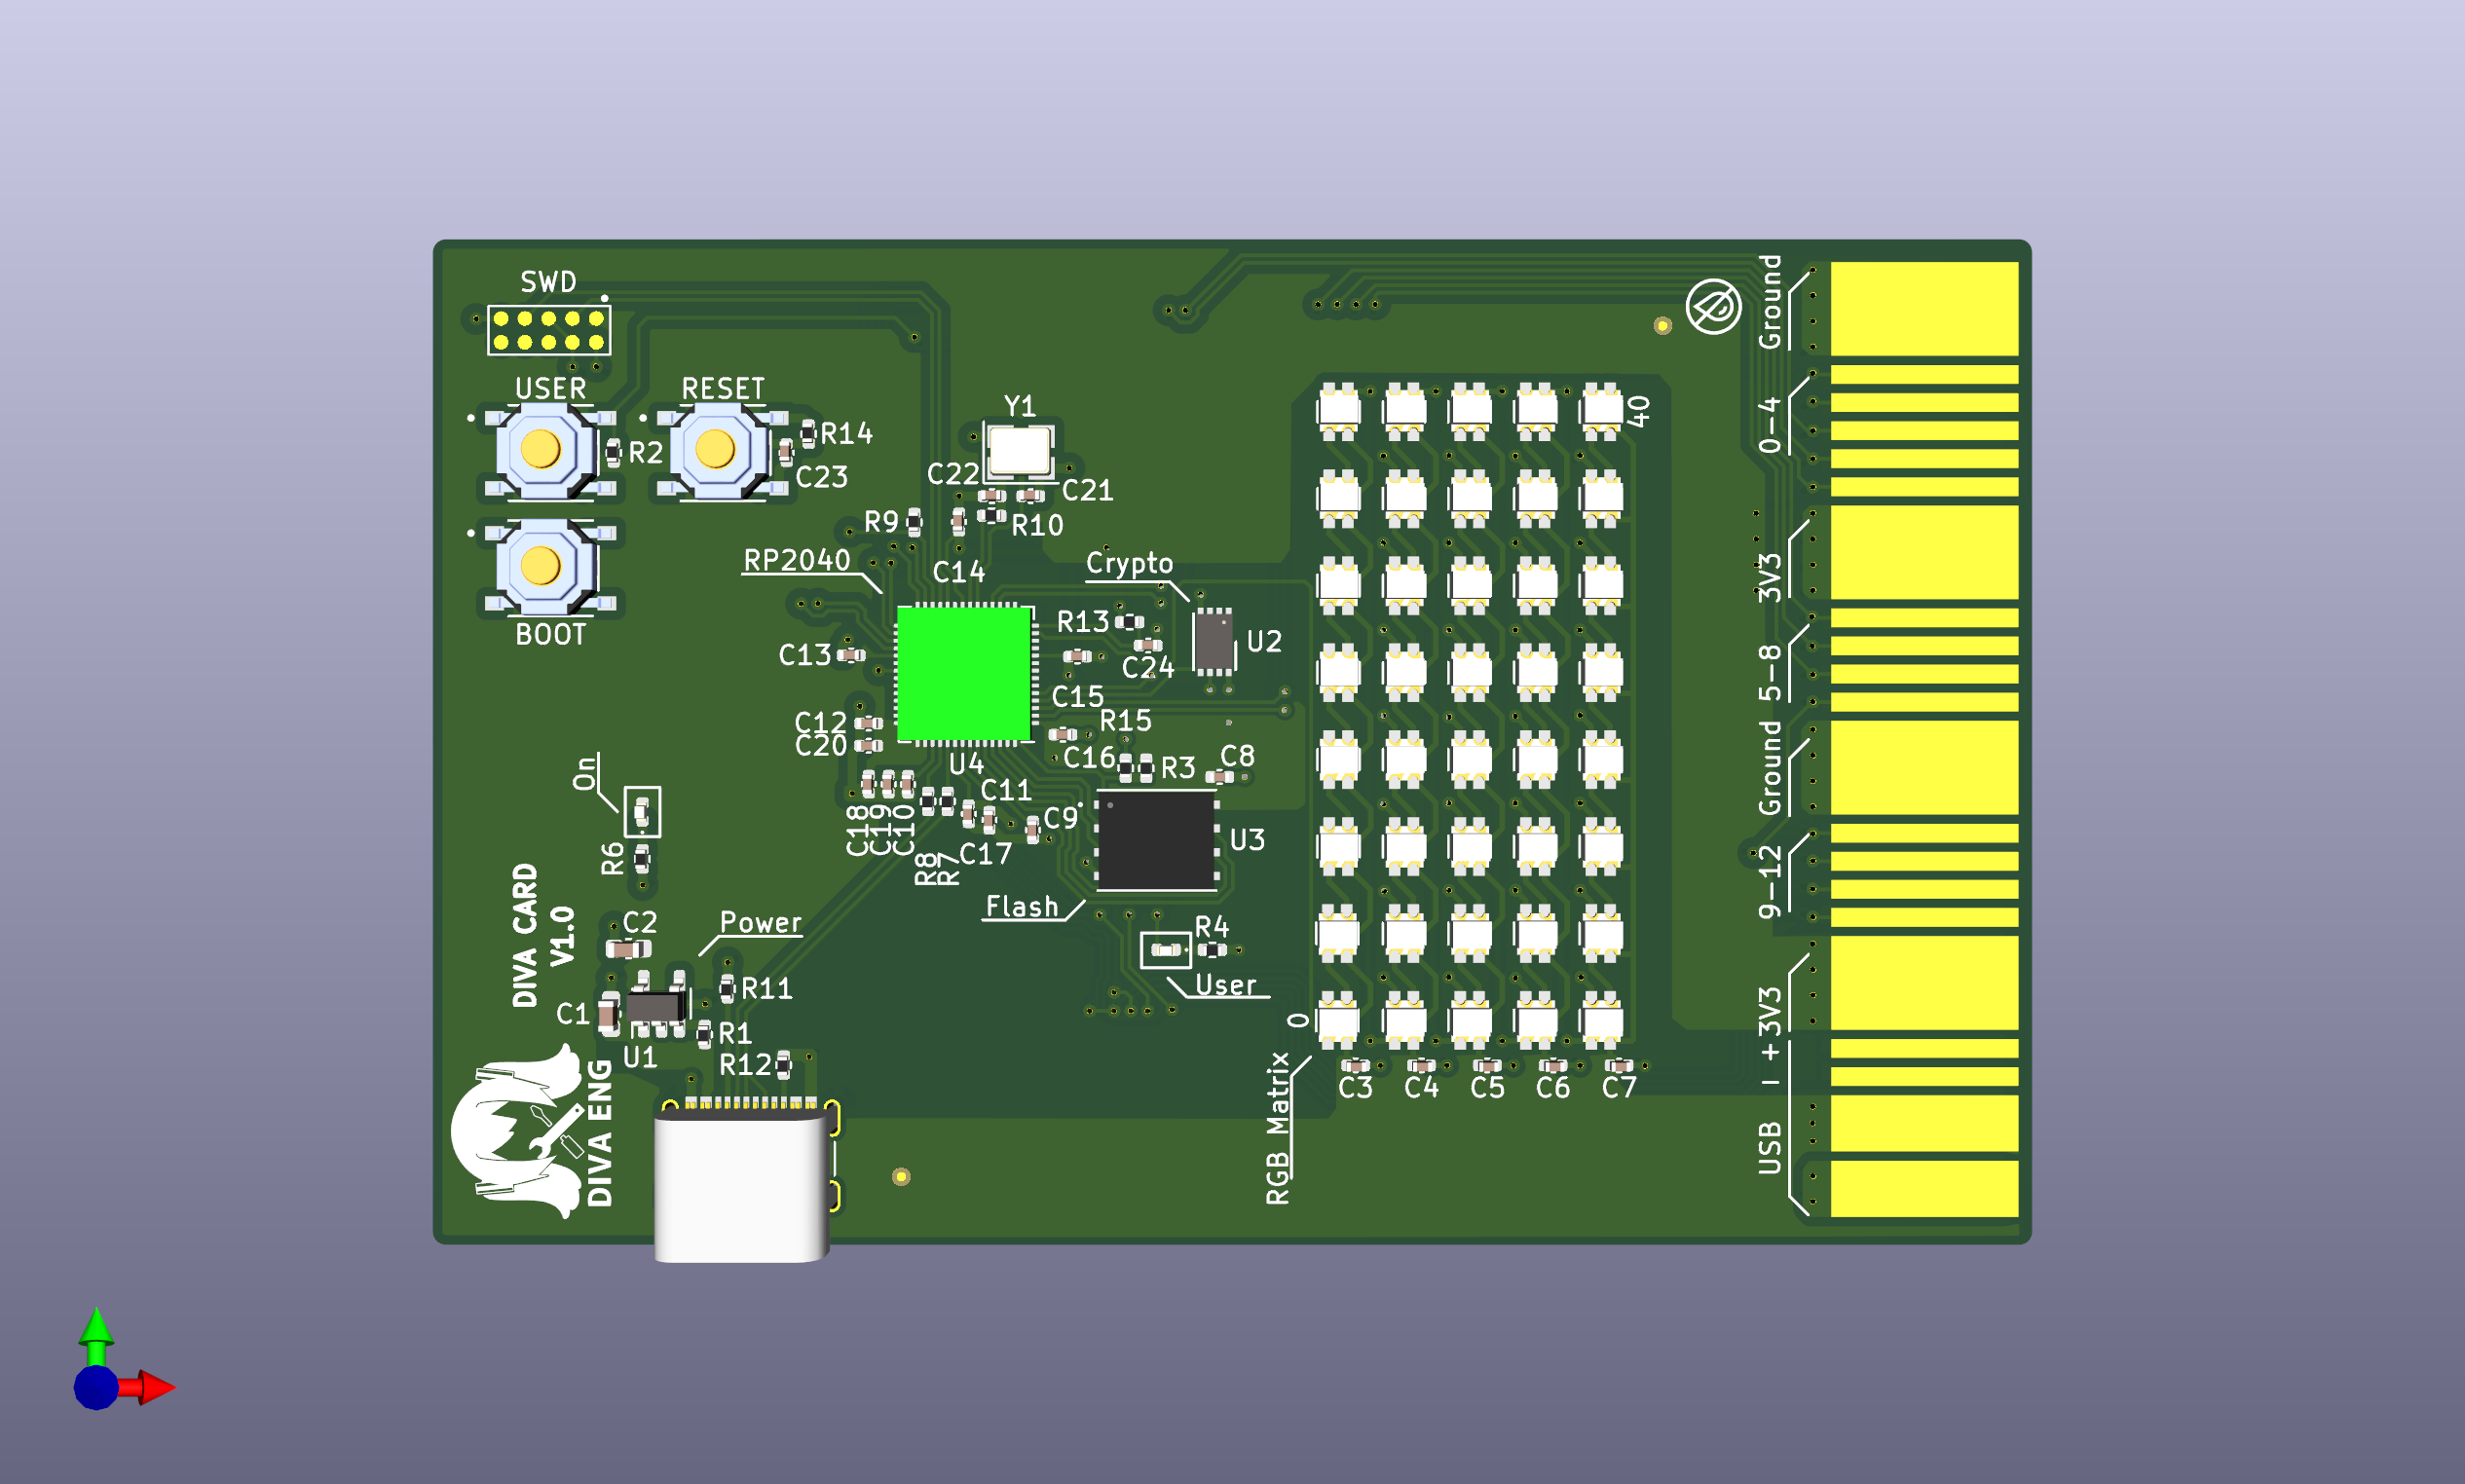 SWD
USER
RESET
R2
R14
C23
BOOT
Y1
C22
C21
R9
R10
RP2040
C14
Crypto
R13
U2
C13
C24
C15
C12
R15
C20
C16
R3
C8
U4
On
C11
C9
C18
C19
C10
U3
R6
C17
R8
R7
Flash
DIVA CARD
V1.0
C2
Power
R4
R11
User
C1
R1
U1
R12
DIVA ENG
40
0
C3
C4
C5
C6
C7
RGB Matrix
Ground
0-4
3V3
5-8
Ground
9-12
3V3
- +
USB